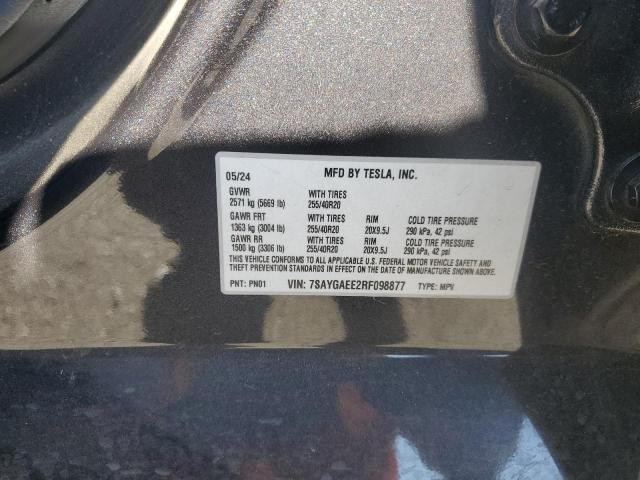 05/24 MFD BY TESLA, INC.
GVWR WITH TIRES
2571 kg (5669 lb) 255/40R20
GAWR FRT WITH TIRES RIM COLD TIRE PRESSURE
1363 kg (3004 lb) 255/40R20 20X9.5J 290 kPa, 42 psi
GAWR RR WITH TIRES RIM COLD TIRE PRESSURE
1500 kg (3306 lb) 255/40R20 20X9.5J 290 kPa, 42 psi
THIS VEHICLE CONFORMS TO ALL APPLICABLE U.S. FEDERAL MOTOR VEHICLE SAFETY AND
THEFT PREVENTION STANDARDS IN EFFECT ON THE DATE OF MANUFACTURE SHOWN ABOVE.
PNT: PN01 VIN: 7SAYGAEE2RF098877 TYPE: MPV